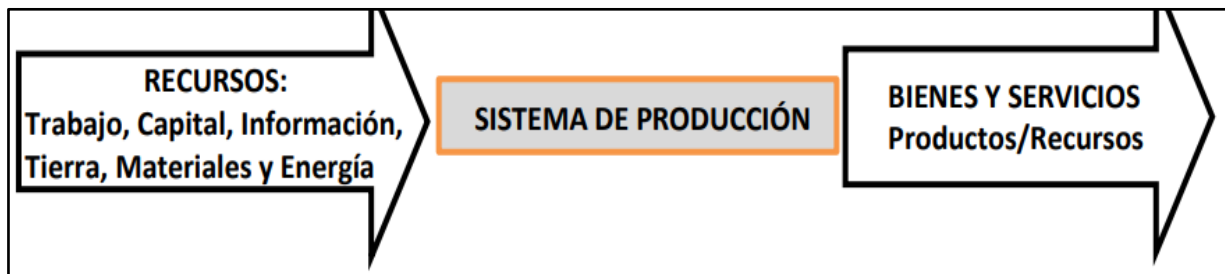 RECURSOS:
Trabajo, Capital, Información,
Tierra, Materiales y Energía
SISTEMA DE PRODUCCIÓN
BIENES Y SERVICIOS
Productos/Recursos